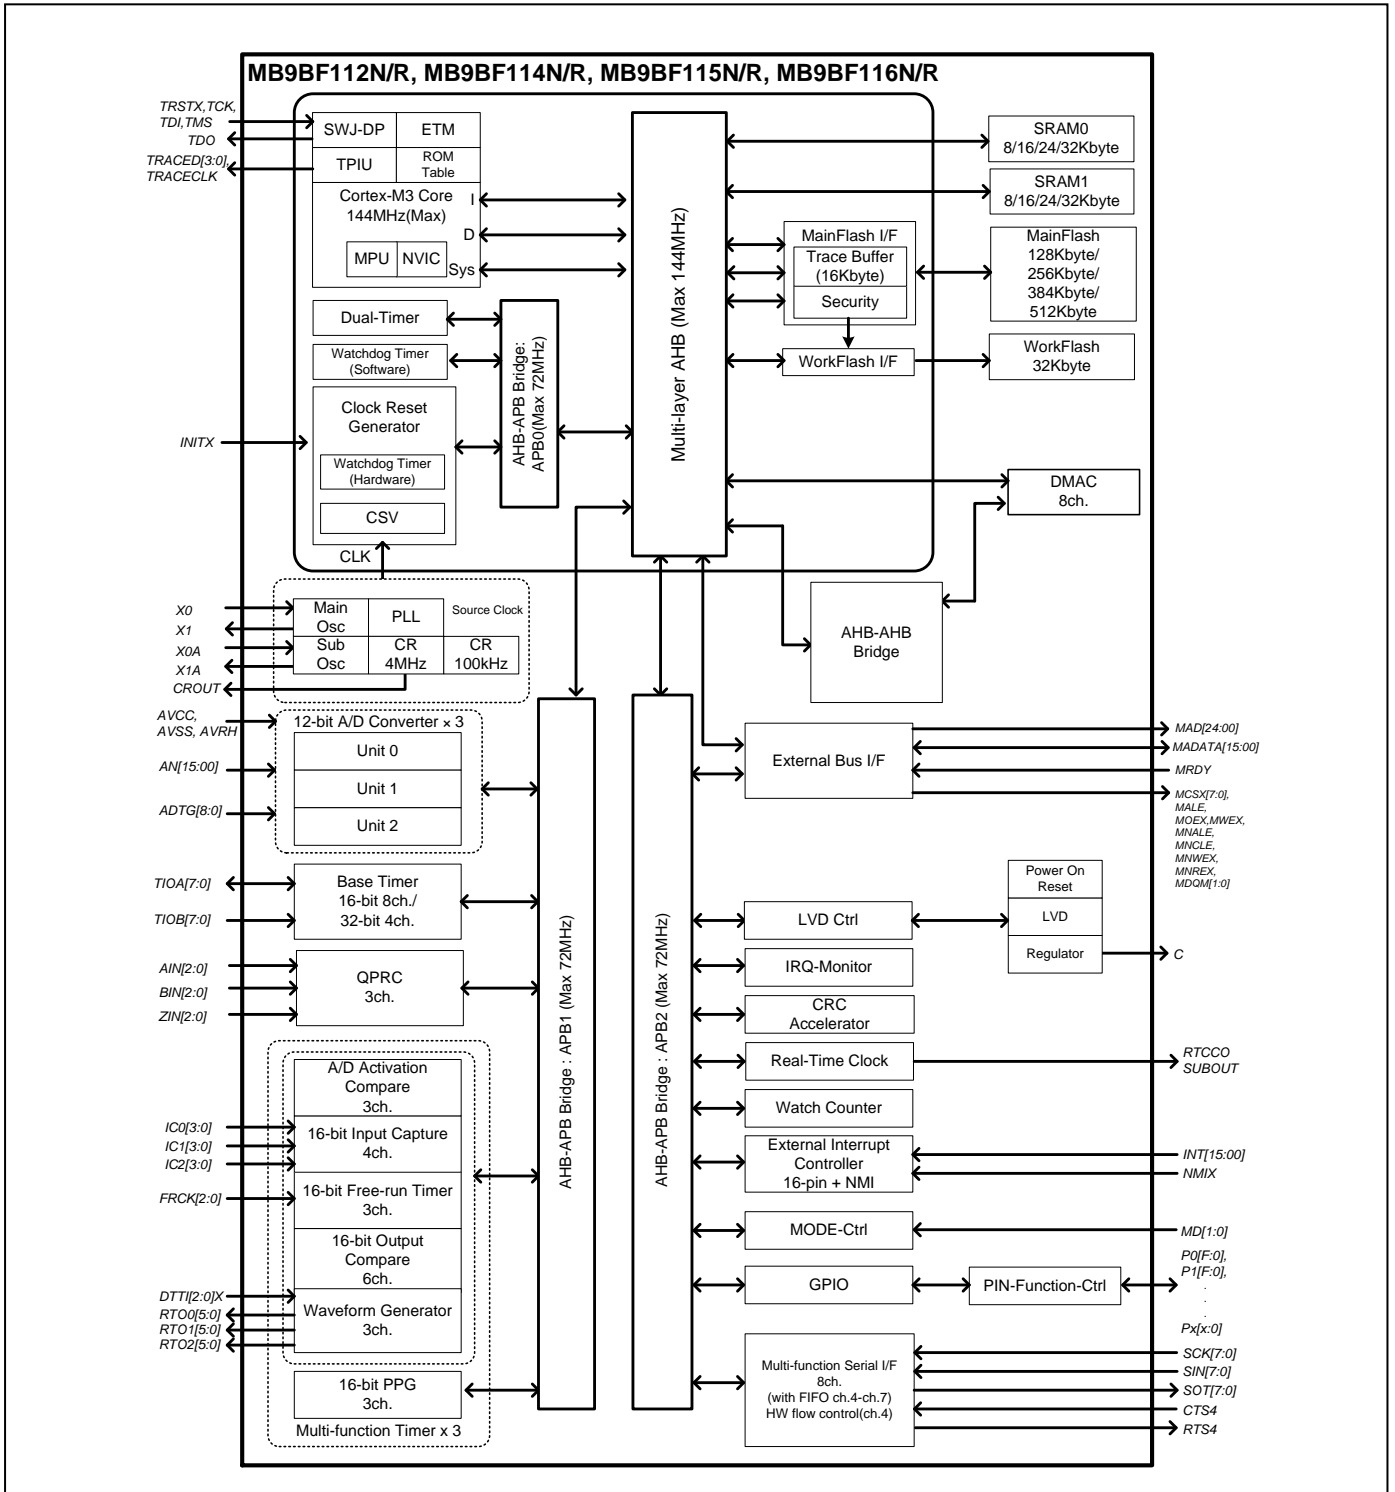 MB9BF112N/R, MB9BF114N/R, MB9BF115N/R, MB9BF116N/R
TRSTX,TCK,
TDI,TMS
TDO
TRACED[3:0],
TRACECLK
SWJ-DP
ETM
TPIU
ROM
Table
Cortex-M3 Core
144MHz(Max)
I
D
Sys
MPU
NVIC
Dual-Timer
Watchdog Timer
(Software)
Clock Reset
Generator
Watchdog Timer
(Hardware)
CSV
CLK
INITX
AHB-APB Bridge:
APB0(Max 72MHz)
Multi-layer AHB (Max 144MHz)
SRAM0
8/16/24/32Kbyte
SRAM1
8/16/24/32Kbyte
MainFlash I/F
Trace Buffer
(16Kbyte)
Security
MainFlash
128Kbyte/
256Kbyte/
384Kbyte/
512Kbyte
WorkFlash I/F
WorkFlash
32Kbyte
DMAC
8ch.
AHB-AHB
Bridge
X0
X1
X0A
X1A
CROUT
Main
Osc
PLL
Source Clock
Sub
Osc
CR
4MHz
CR
100kHz
AVCC,
AVSS, AVRH
AN[15:00]
ADTG[8:0]
12-bit A/D Converter × 3
Unit 0
Unit 1
Unit 2
TIOA[7:0]
TIOB[7:0]
Base Timer
16-bit 8ch./
32-bit 4ch.
AIN[2:0]
BIN[2:0]
ZIN[2:0]
QPRC
3ch.
A/D Activation
Compare
3ch.
IC0[3:0]
IC1[3:0]
IC2[3:0]
16-bit Input Capture
4ch.
FRCK[2:0]
16-bit Free-run Timer
3ch.
16-bit Output
Compare
6ch.
DTTI[2:0]X
RTO0[5:0]
RTO1[5:0]
RTO2[5:0]
Waveform Generator
3ch.
16-bit PPG
3ch.
Multi-function Timer x 3
AHB-APB Bridge : APB1 (Max 72MHz)
AHB-APB Bridge : APB2 (Max 72MHz)
External Bus I/F
MAD[24:00]
MADATA[15:00]
MRDY
MCSX[7:0],
MALE,
MOEX,MWEX,
MNALE,
MNCLE,
MNWEX,
MNREX,
MDQM[1:0]
Power On
Reset
LVD
Regulator
C
LVD Ctrl
IRQ-Monitor
CRC
Accelerator
Real-Time Clock
RTCCO
SUBOUT
Watch Counter
External Interrupt
Controller
16-pin + NMI
INT[15:00]
NMIX
MODE-Ctrl
MD[1:0]
GPIO
PIN-Function-Ctrl
P0[F:0],
P1[F:0],
.
.
.
Px[x:0]
Multi-function Serial I/F
8ch.
(with FIFO ch.4-ch.7)
HW flow control(ch.4)
SCK[7:0]
SIN[7:0]
SOT[7:0]
CTS4
RTS4